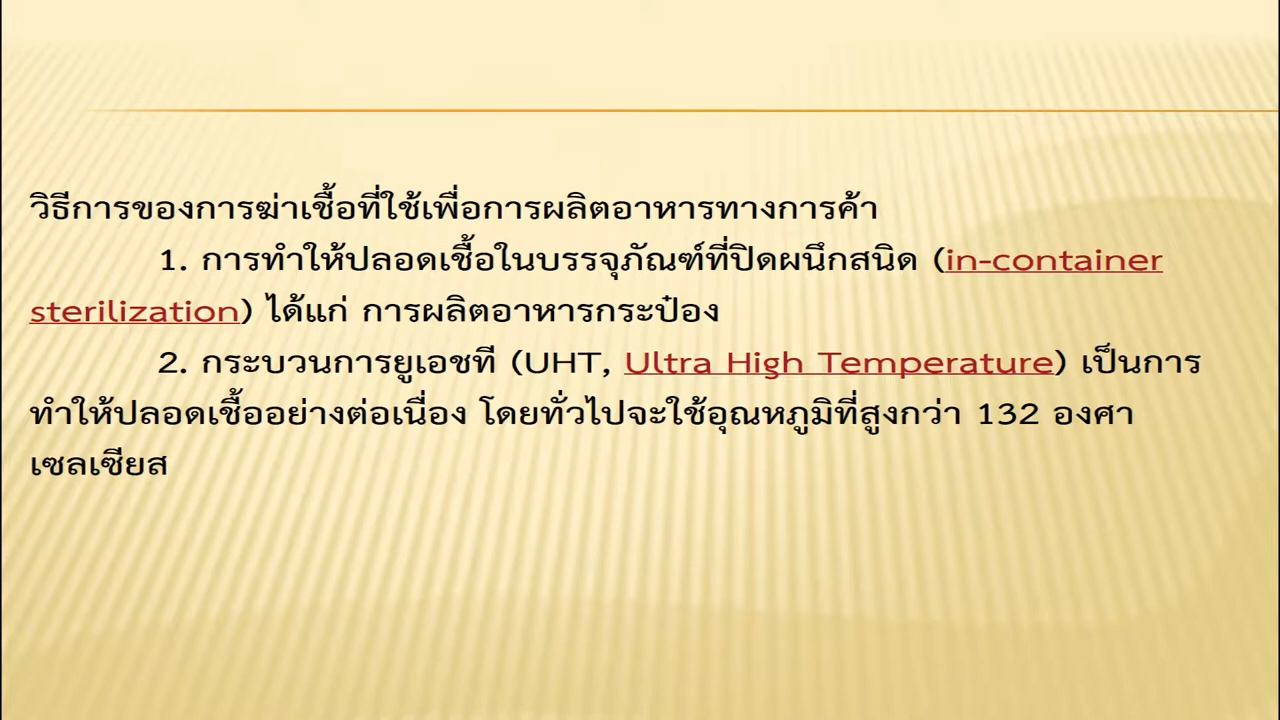 วิธีการของการฆ่าเชื้อที่ใช้เพื่อการผลิตอาหารทางการค้า
1. การทำให้ปลอดเชื้อในบรรจุภัณฑ์ที่ปิดผนึกสนิด (in-container
sterilization) ได้แก่ การผลิตอาหารกระป๋อง
2. กระบวนการยูเอชที (UHT, Ultra High Temperature) เป็นการ
ทำให้ปลอดเชื้ออย่างต่อเนื่อง โดยทั่วไปจะใช้อุณหภูมิที่สูงกว่า 132 องศา
เซลเซียส